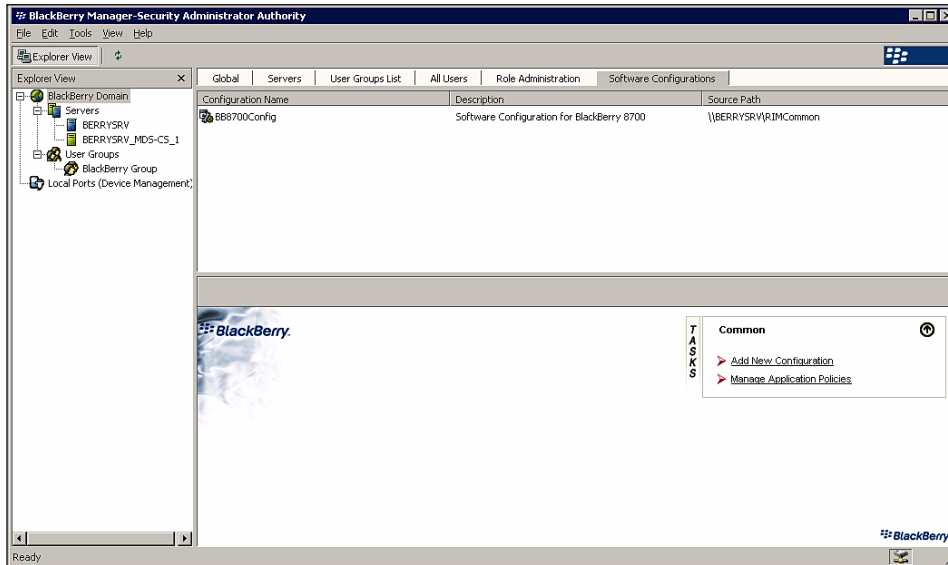 BlackBerry Manager-Security Administrator Authority
File Edit Tools View Help
Explorer View
Explorer View
BlackBerry Domain
Servers
BERRYSRV
BERRYSRV_MDS-CS_1
User Groups
BlackBerry Group
Local Ports (Device Management)
Global Servers User Groups List All Users Role Administration Software Configurations
Configuration Name Description Source Path
BB8700Config Software Configuration for BlackBerry 8700 \\BERRYSRV\RIMCommon
BlackBerry.
TASKS
Common
Add New Configuration
Manage Application Policies
BlackBerry
Ready